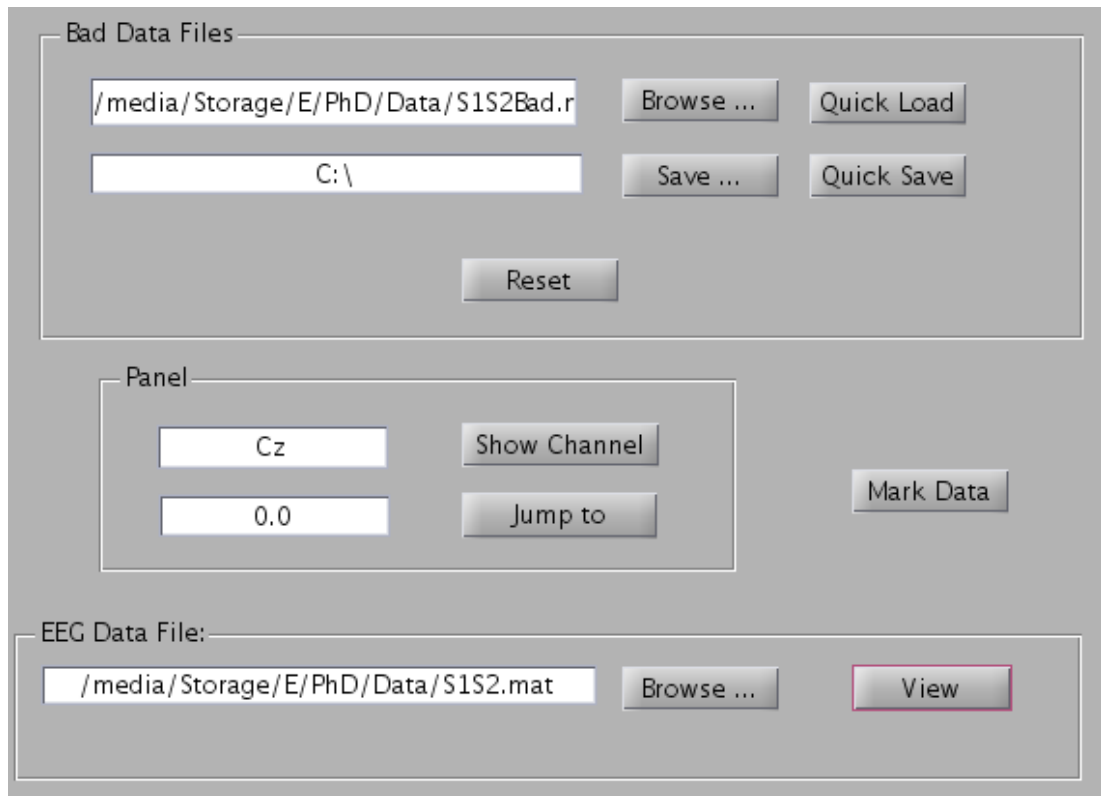 Bad Data Files
/media/Storage/E/PhD/Data/S1S2Bad.r Browse ... Quick Load
C:\ Save ... Quick Save
Reset
Panel
Cz Show Channel
0.0 Jump to
Mark Data
EEG Data File:
/media/Storage/E/PhD/Data/S1S2.mat Browse ... View